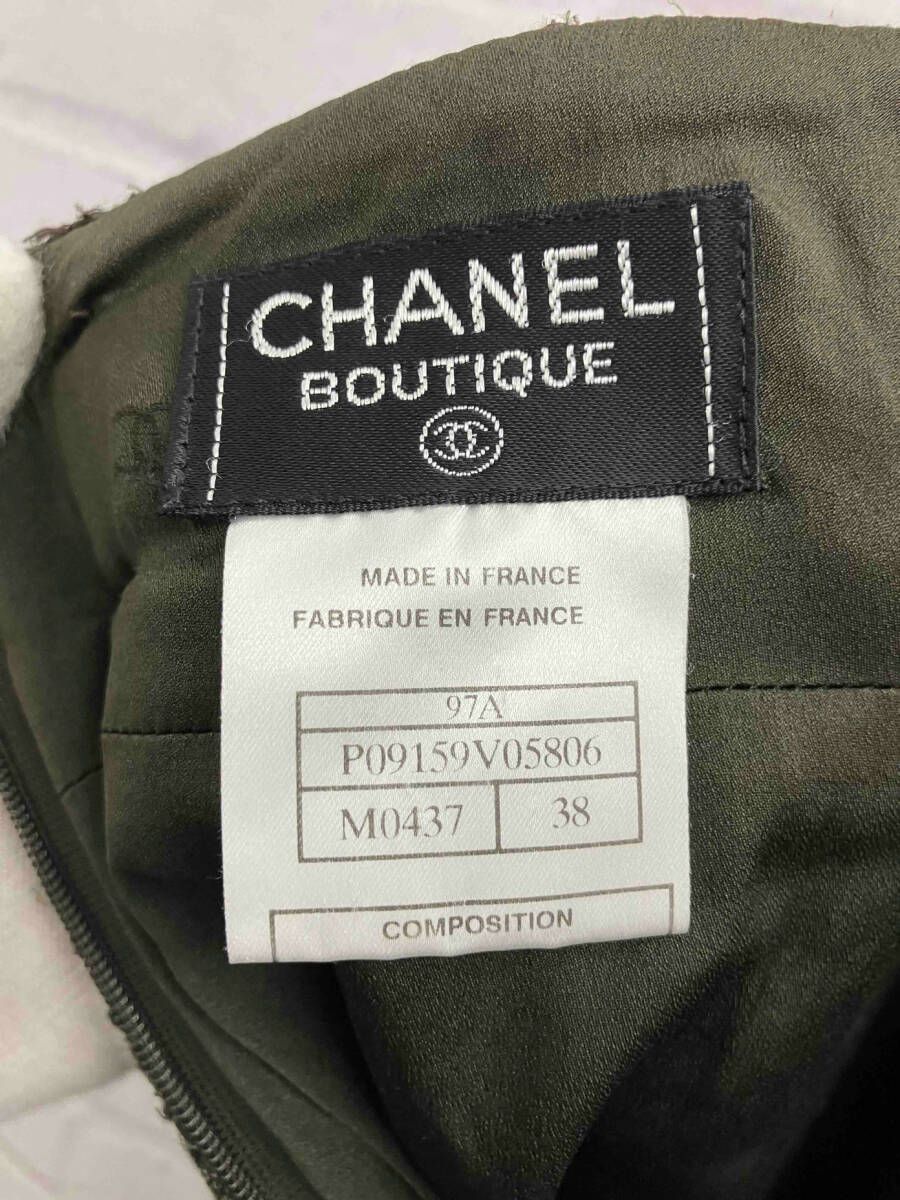 CHANEL
BOUTIQUE
MADE IN FRANCE
FABRIQUE EN FRANCE
97A
P09159V05806
M0437 38
COMPOSITION